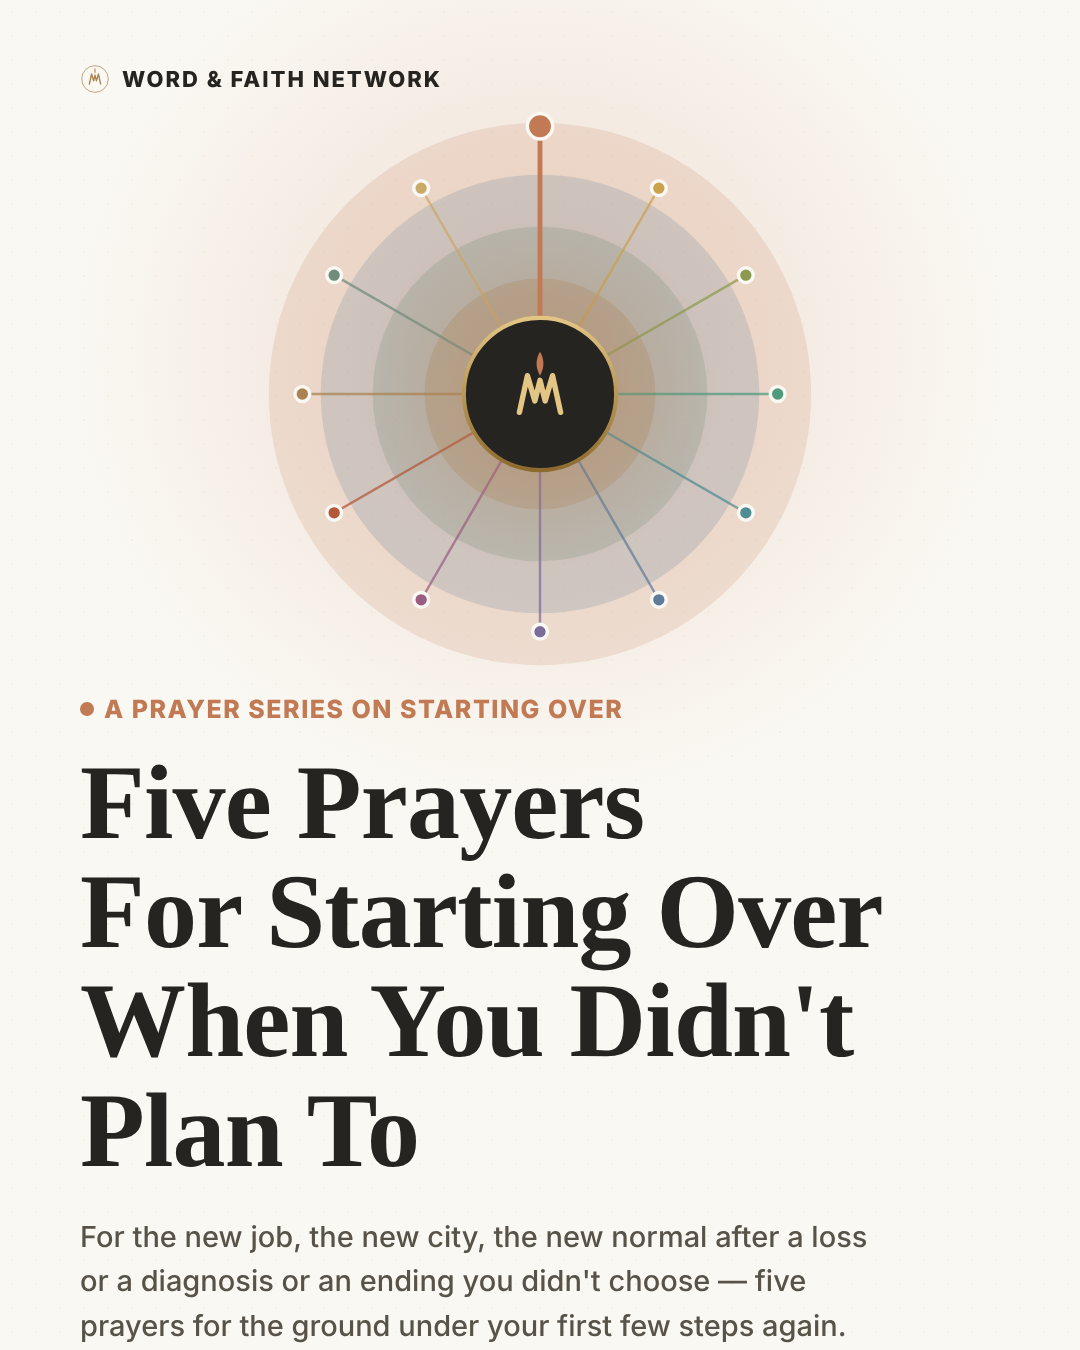 WORD & FAITH NETWORK
A PRAYER SERIES ON STARTING OVER
Five Prayers
For Starting Over
When You Didn't
Plan To
For the new job, the new city, the new normal after a loss
or a diagnosis or an ending you didn't choose — five
prayers for the ground under your first few steps again.